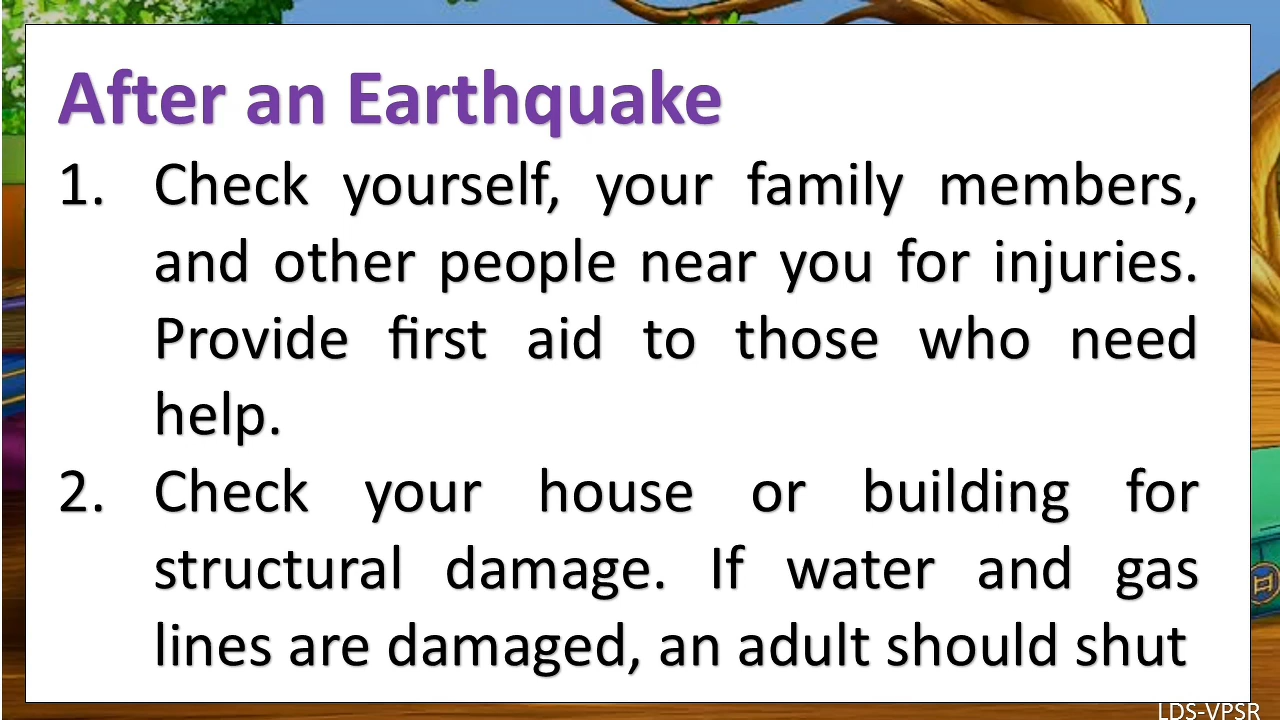 After an Earthquake
1. Check yourself, your family members,
and other people near you for injuries.
Provide first aid to those who need
help.
2. Check your house or building for
structural damage. If water and gas
lines are damaged, an adult should shut
LDS-VPSR